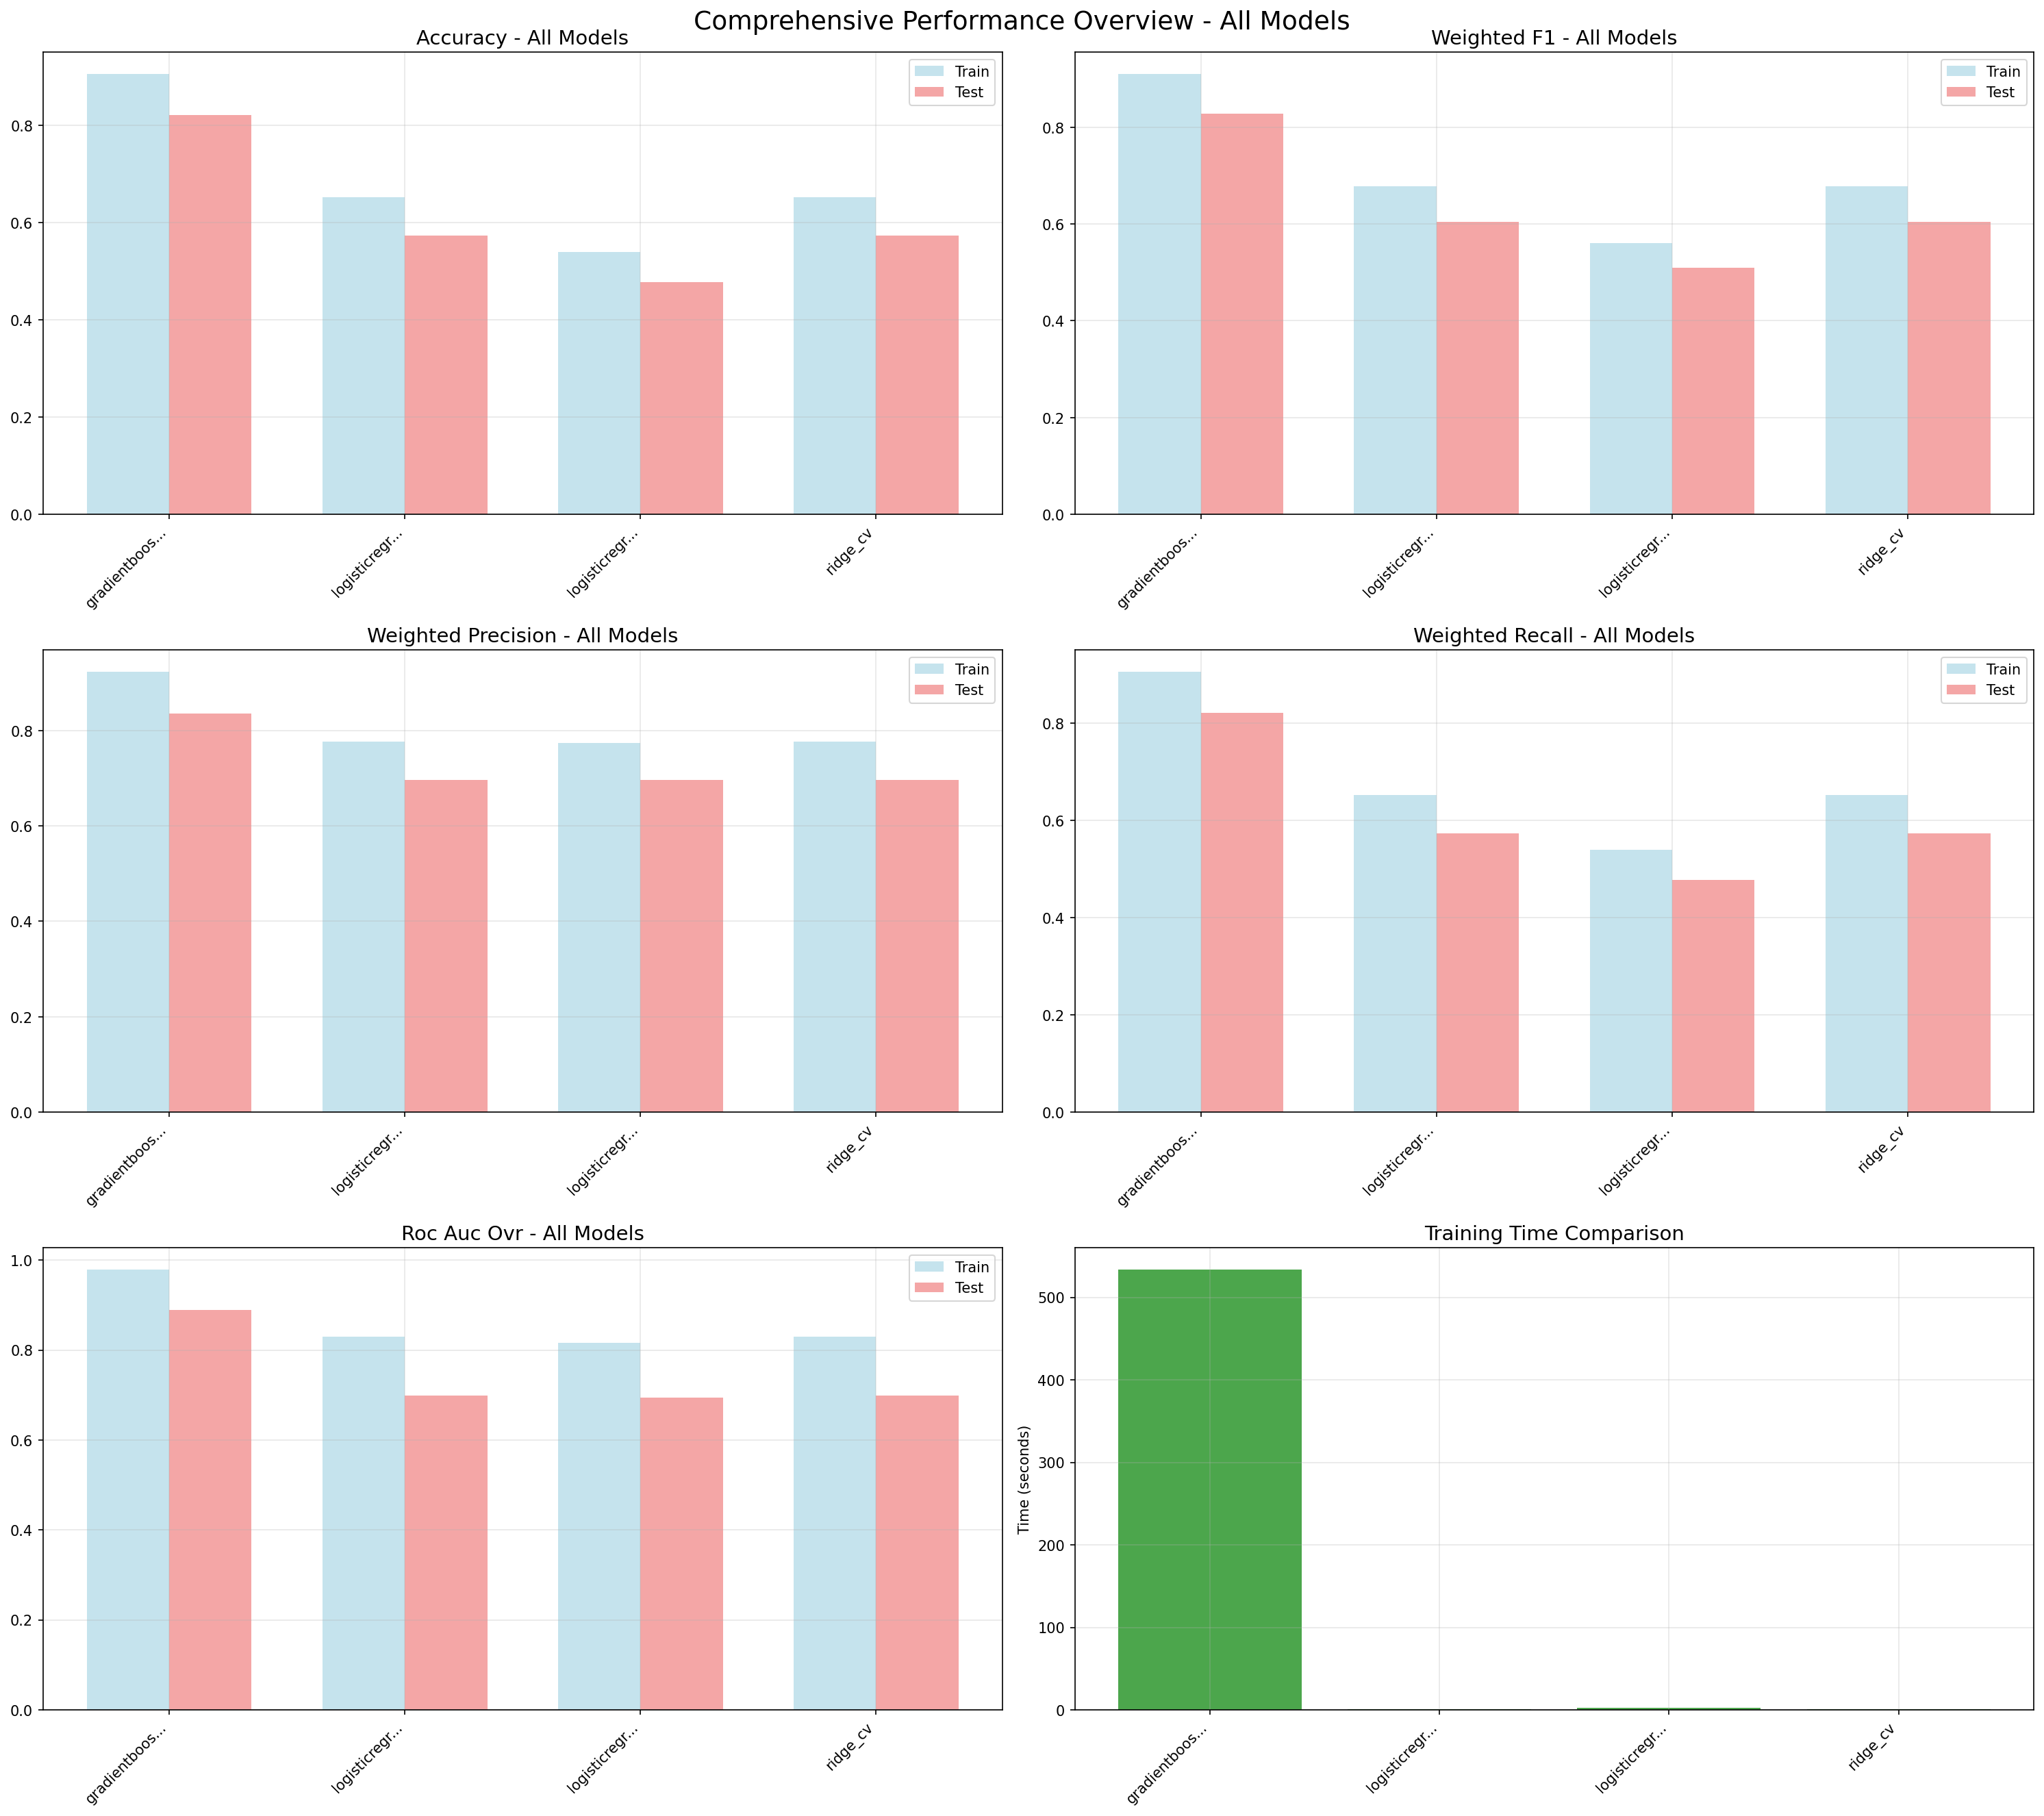 Comprehensive Performance Overview - All Models
Accuracy - All Models
Train
Test
0.8
0.6
0.4
0.2
0.0
gradientboos...
logisticregr...
logisticregr...
ridge_cv
Weighted F1 - All Models
Train
Test
0.8
0.6
0.4
0.2
0.0
gradientboos...
logisticregr...
logisticregr...
ridge_cv
Weighted Precision - All Models
Train
Test
0.8
0.6
0.4
0.2
0.0
gradientboos...
logisticregr...
logisticregr...
ridge_cv
Weighted Recall - All Models
Train
Test
0.8
0.6
0.4
0.2
0.0
gradientboos...
logisticregr...
logisticregr...
ridge_cv
Roc Auc Ovr - All Models
Train
Test
1.0
0.8
0.6
0.4
0.2
0.0
gradientboos...
logisticregr...
logisticregr...
ridge_cv
Training Time Comparison
Time (seconds)
500
400
300
200
100
0
gradientboos...
logisticregr...
logisticregr...
ridge_cv